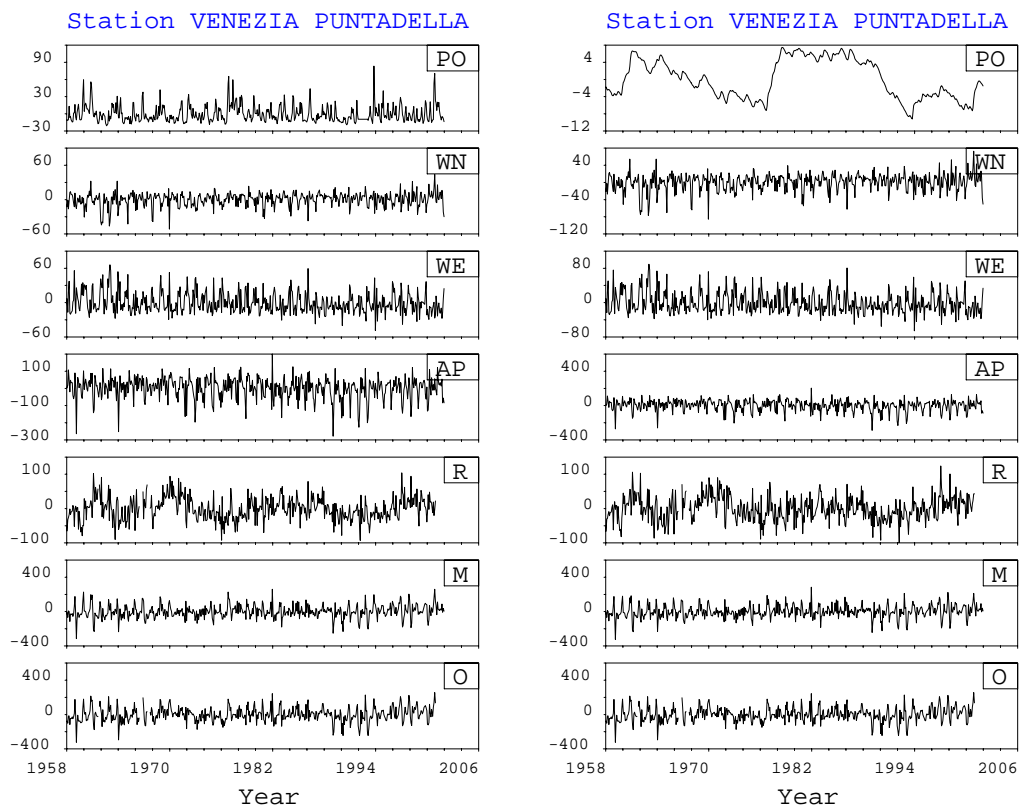 Station VENEZIA PUNTADELLA
90
30
-30
PO
60
0
-60
WN
60
0
-60
WE
100
-100
-300
AP
100
0
-100
R
400
0
-400
M
400
0
-400
O
1958 1970 1982 1994 2006
Year
Station VENEZIA PUNTADELLA
4
-4
-12
PO
40
-40
-120
WN
80
0
-80
WE
400
0
-400
AP
100
0
-100
R
400
0
-400
M
400
0
-400
O
1958 1970 1982 1994 2006
Year